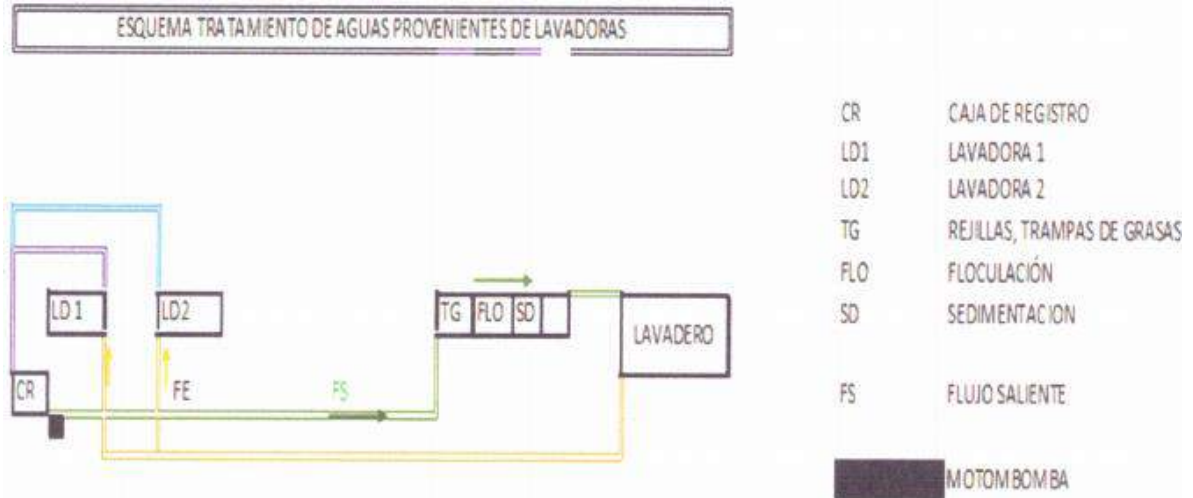 ESQUEMA TRATAMIENTO DE AGUAS PROVENIENTES DE LAVADORAS
CR CAJA DE REGISTRO
LD1 LAVADORA 1
LD2 LAVADORA 2
TG REJILLAS, TRAMPAS DE GRASAS
FLO FLOCULACIÓN
SD SEDIMENTACION
FS FLUJO SALIENTE
MOTOMBOMBA
LD 1
LD2
TG FLO SD
LAVADERO
CR
FE
FS